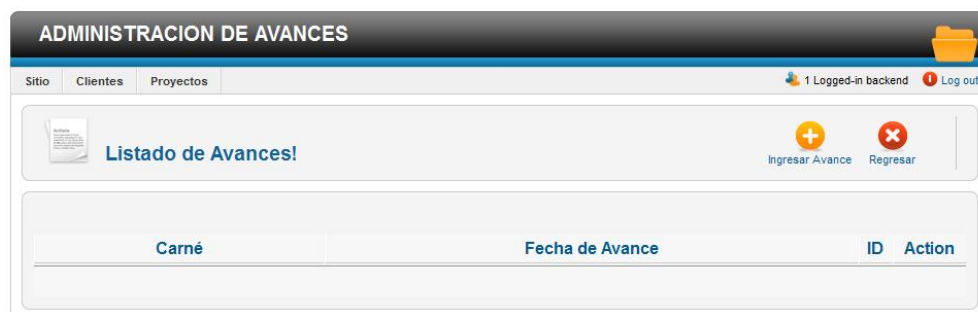 ADMINISTRACION DE AVANCES
Sitio Clientes Proyectos 1 Logged-in backend Log out
Listado de Avances!
Ingresar Avance Regresar
Carné Fecha de Avance ID Action